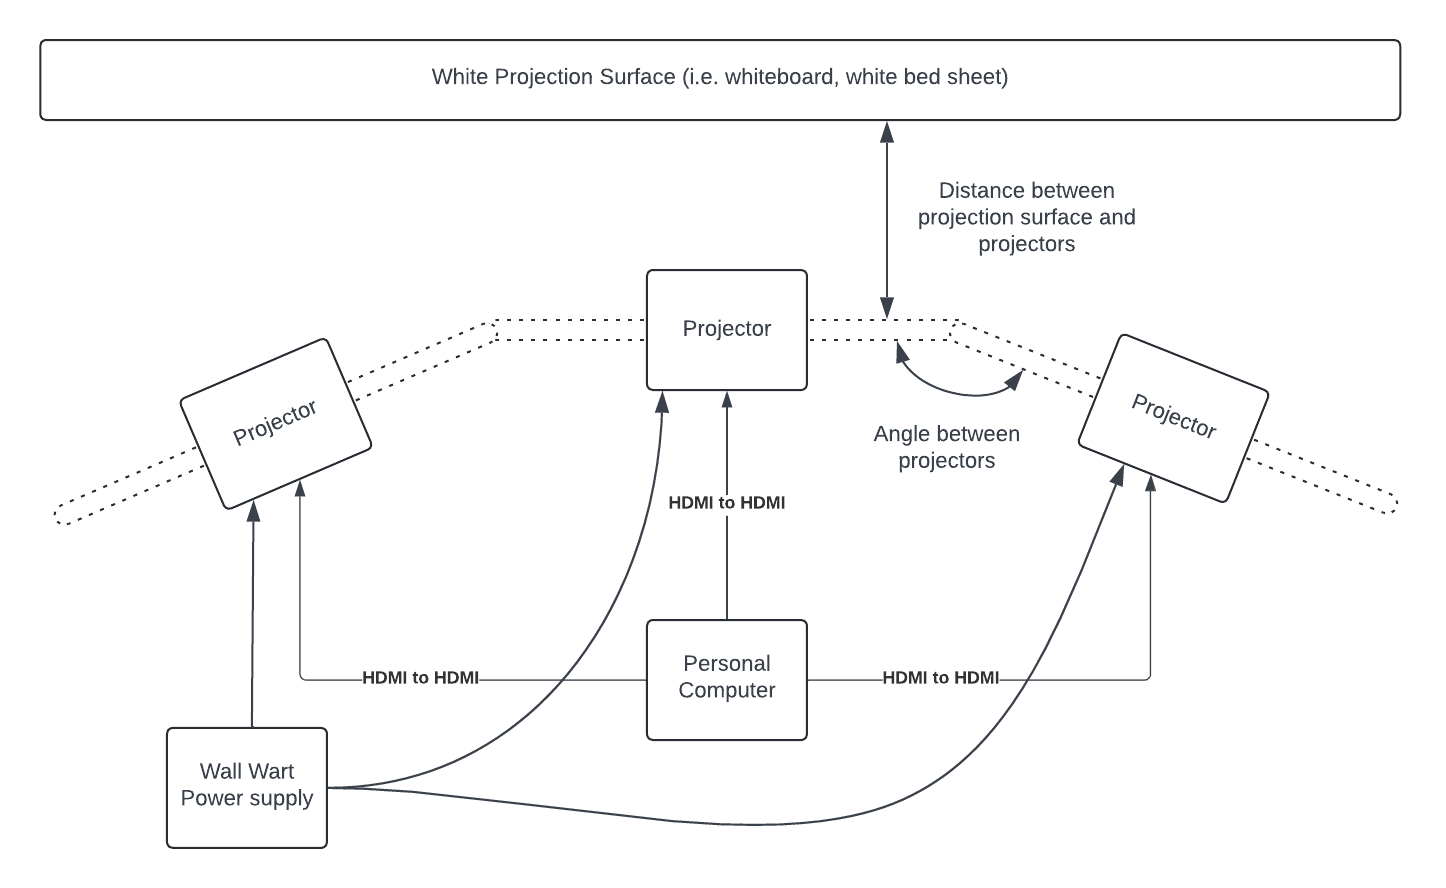 White Projection Surface (i.e. whiteboard, white bed sheet)
Distance between
projection surface and
projectors
Projector
Projector
Projector
Angle between
projectors
HDMI to HDMI
Personal
Computer
HDMI to HDMI
HDMI to HDMI
Wall Wart
Power supply